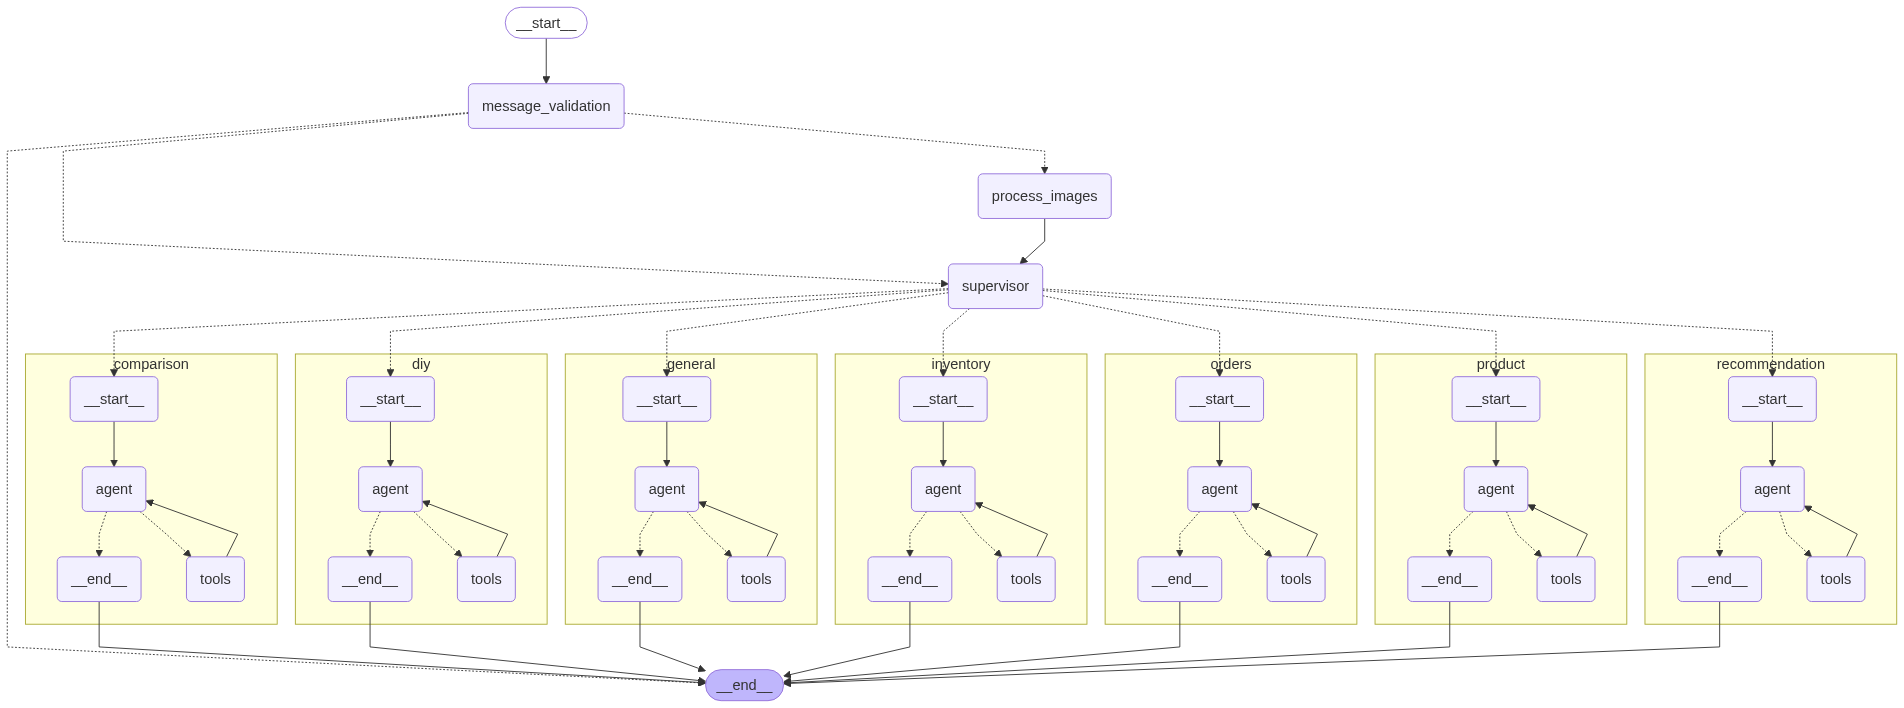 __start__
message_validation
process_images
supervisor
comparison
diy
general
inventory
orders
product
recommendation
__start__
__start__
__start__
__start__
__start__
__start__
__start__
agent
agent
agent
agent
agent
agent
agent
__end__
tools
__end__
tools
__end__
tools
__end__
tools
__end__
tools
__end__
tools
__end__
tools
__end__